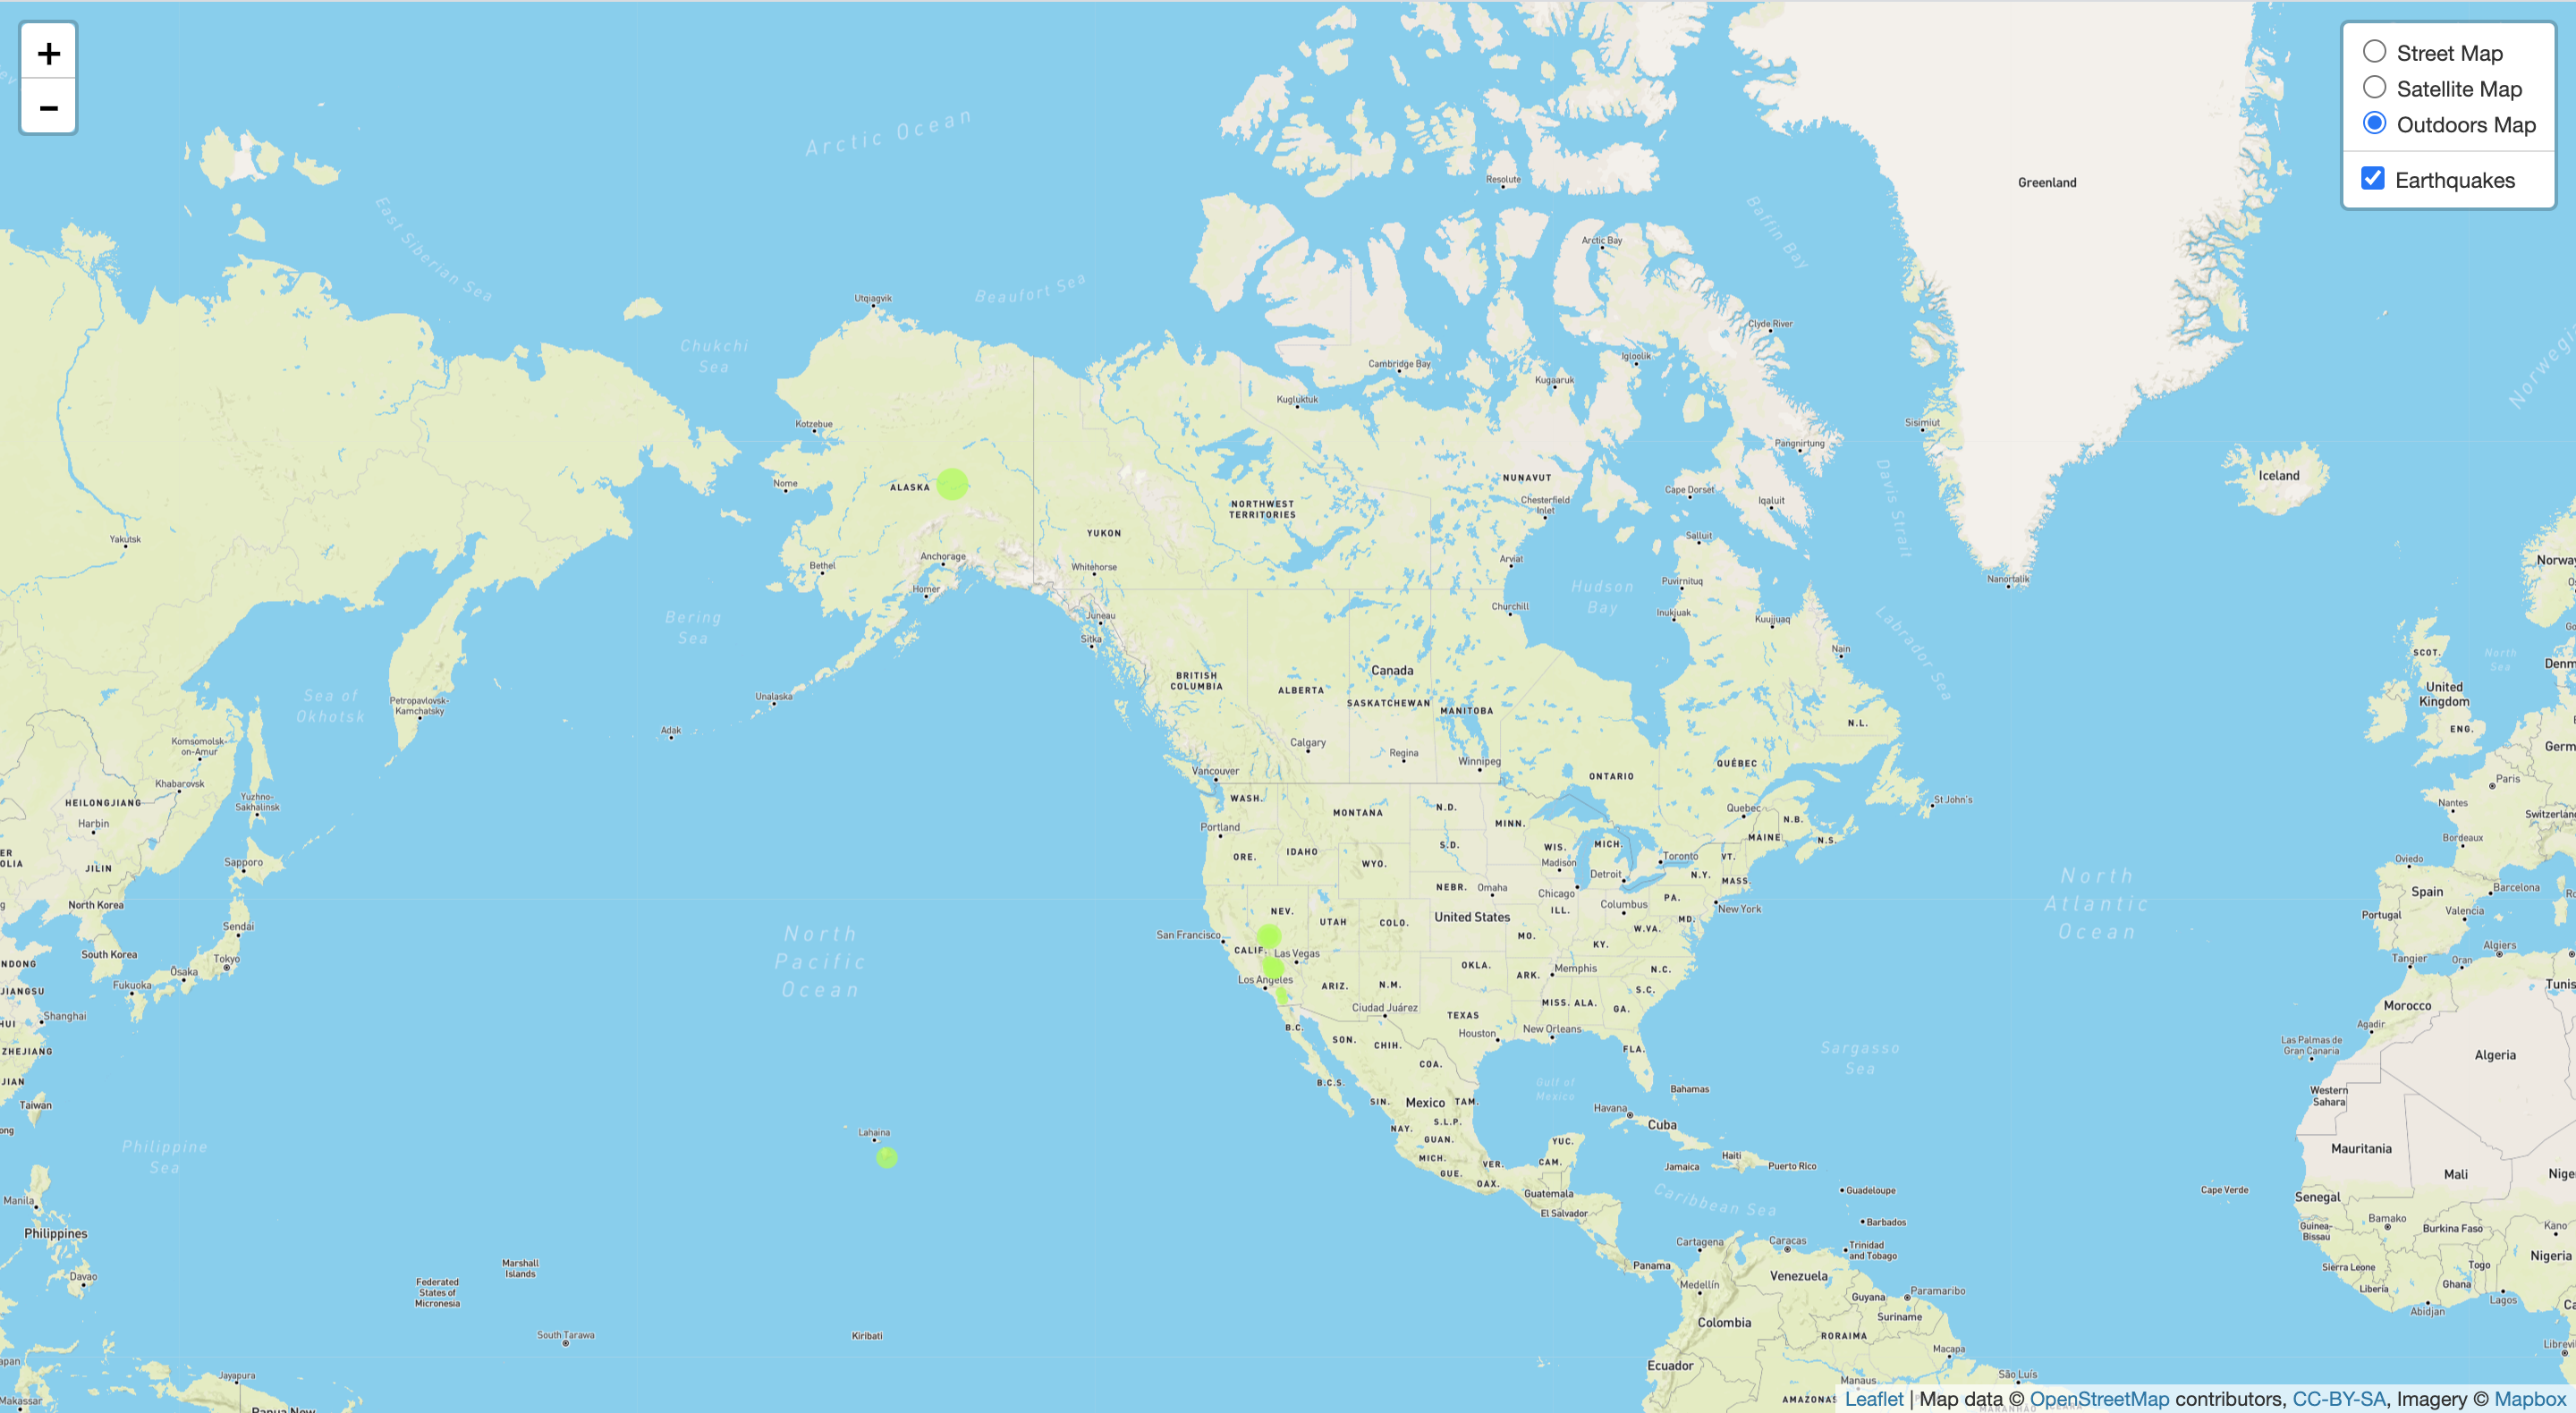 +
−
Street Map
Satellite Map
Outdoors Map
Earthquakes
Arctic Ocean
East Siberian Sea
Chukchi
Sea
Beaufort Sea
Baffin Bay
Resolute
Arctic Bay
Greenland
Utqiagvik
Clyde River
Igloolik
Cambridge Bay
Kugaaruk
Kugluktuk
Kotzebue
Sisimiut
Pangnirtung
Nome
ALASKA
NUNAVUT
NORTHWEST
TERRITORIES
Chesterfield
Inlet
Cape Dorset
Iqaluit
Davis Strait
Iceland
Yakutsk
YUKON
Salluit
Anchorage
Bethel
Whitehorse
Arviat
Homer
Hudson
Bay
Puvirnituq
Nanortalik
Norway
Churchill
Inukjuak
Kuujjuaq
Labrador Sea
Juneau
Sitka
Bering
Sea
Nain
SCOT.
North
Sea
Denm
Canada
BRITISH
COLUMBIA
ALBERTA
SASKATCHEWAN
MANITOBA
United
Kingdom
Sea of
Okhotsk
Petropavlovsk-
Kamchatsky
Unalaska
Adak
N.L.
ENG.
Germ
Komsomolsk-
on-Amur
Calgary
Regina
Winnipeg
QUÉBEC
ONTARIO
Vancouver
Khabarovsk
Paris
HEILONGJIANG
Yuzhno-
Sakhalinsk
WASH.
MONTANA
N.D.
Quebec
St John's
Nantes
Harbin
Portland
MINN.
N.B.
Switzerland
MAINE
N.S.
Bordeaux
ER
OLIA
JILIN
Sapporo
ORE.
IDAHO
WYO.
S.D.
WIS.
MICH.
Madison
Toronto
VT.
Oviedo
Detroit
N.Y.
MASS.
North
Atlantic
Ocean
NEBR.
Omaha
Chicago
Spain
Barcelona
North Korea
Columbus
PA.
New York
NEV.
UTAH
COLO.
United States
ILL.
MD.
Portugal
Valencia
Sendai
San Francisco
North
Pacific
Ocean
MO.
KY.
W.VA.
South Korea
CALIF.
Las Vegas
Algiers
NDONG
Tokyo
Osaka
OKLA.
ARK.
Memphis
N.C.
Tangier
Oran
Fukuoka
Los Angeles
ARIZ.
N.M.
S.C.
Tunis
JIANGSU
Ciudad Juárez
MISS.
ALA.
GA.
Morocco
Shanghai
HUI
TEXAS
B.C.
Houston
New Orleans
Agadir
ZHEJIANG
SON.
CHIH.
FLA.
Sargasso
Sea
Las Palmas de
Gran Canaria
Algeria
COA.
JIAN
B.C.S.
Gulf of
Mexico
Bahamas
Western
Sahara
Taiwan
SIN.
Mexico
TAM.
Havana
Cuba
ong
Lahaina
NAY.
S.L.P.
GUAN.
YUC.
Philippine
Sea
Mauritania
MICH.
VER.
CAM.
Jamaica
Haiti
Puerto Rico
GUE.
OAX.
Mali
Nige
Guatemala
Caribbean Sea
Guadeloupe
Cape Verde
Senegal
Manila
El Salvador
Barbados
Philippines
Guinea-
Bissau
Bamako
Burkina Faso
Kano
Cartagena
Caracas
Trinidad
and Tobago
Nigeria
Marshall
Islands
Panama
Venezuela
Sierra Leone
Togo
Davao
Federated
States of
Micronesia
Medellín
Guyana
Paramaribo
Liberia
Ghana
Suriname
Abidjan
Lagos
South Tarawa
Kiribati
Colombia
RORAIMA
Macapa
Librevi
Ecuador
Jayapura
Manaus
São Luís
Makassar
Papua New
AMAZONAS
Leaflet | Map data © OpenStreetMap contributors, CC-BY-SA, Imagery © Mapbox